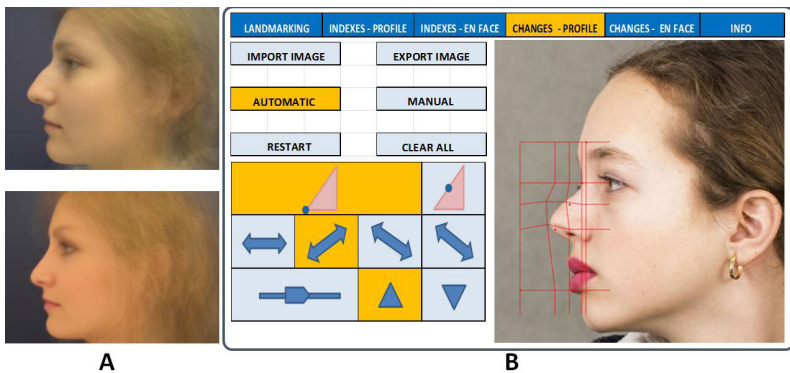 LANDMARKING INDEXES - PROFILE INDEXES - EN FACE CHANGES - PROFILE CHANGES - EN FACE INFO
IMPORT IMAGE EXPORT IMAGE
AUTOMATIC MANUAL
RESTART CLEAR ALL
A B